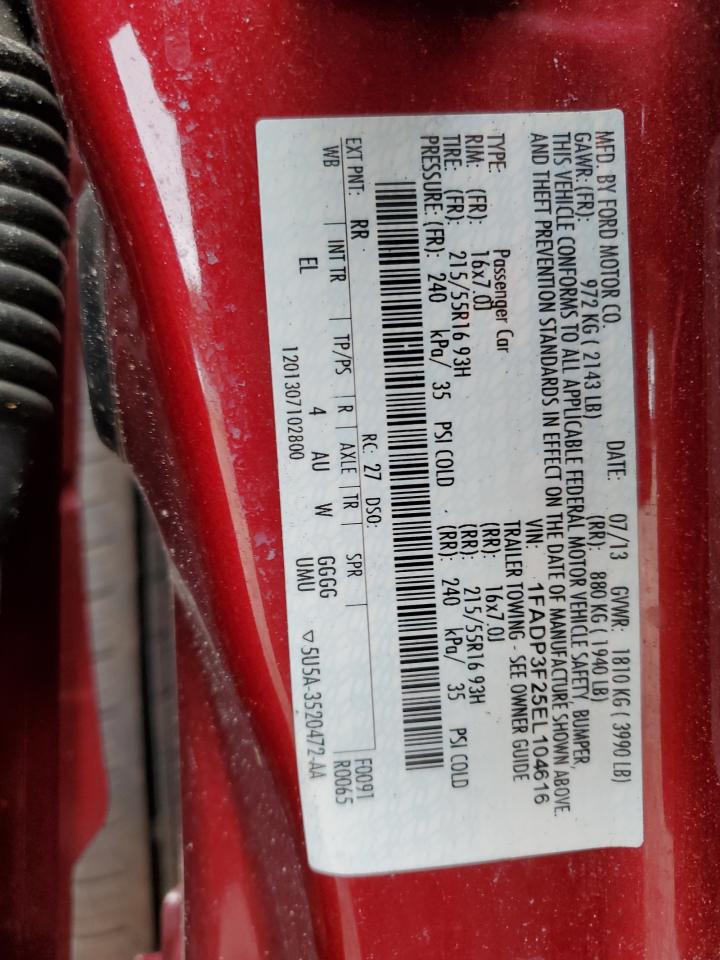 MFD. BY FORD MOTOR CO.
DATE: 07/13 GVWR: 1810 KG ( 3990 LB)
GAWR: (FR): 972 KG ( 2143 LB) (RR): 880 KG ( 1940 LB)
THIS VEHICLE CONFORMS TO ALL APPLICABLE FEDERAL MOTOR VEHICLE SAFETY, BUMPER,
AND THEFT PREVENTION STANDARDS IN EFFECT ON THE DATE OF MANUFACTURE SHOWN ABOVE.
VIN: 1FADP3F25EL104616
TYPE: Passenger Car TRAILER TOWING - SEE OWNER GUIDE
RIM: (FR): 16x7.0J (RR): 16x7.0J
TIRE: (FR): 215/55R16 93H (RR): 215/55R16 93H
PRESSURE: (FR): 240 kPa/ 35 PSI COLD (RR): 240 kPa/ 35 PSI COLD
EXT PNT: RR RC: 27 DSO: F0091
WB INT TR TP/PS R AXLE TR SPR R0065
EL 4 AU W GGGG
1201307102800 UMU ▽5U5A-3520472-AA